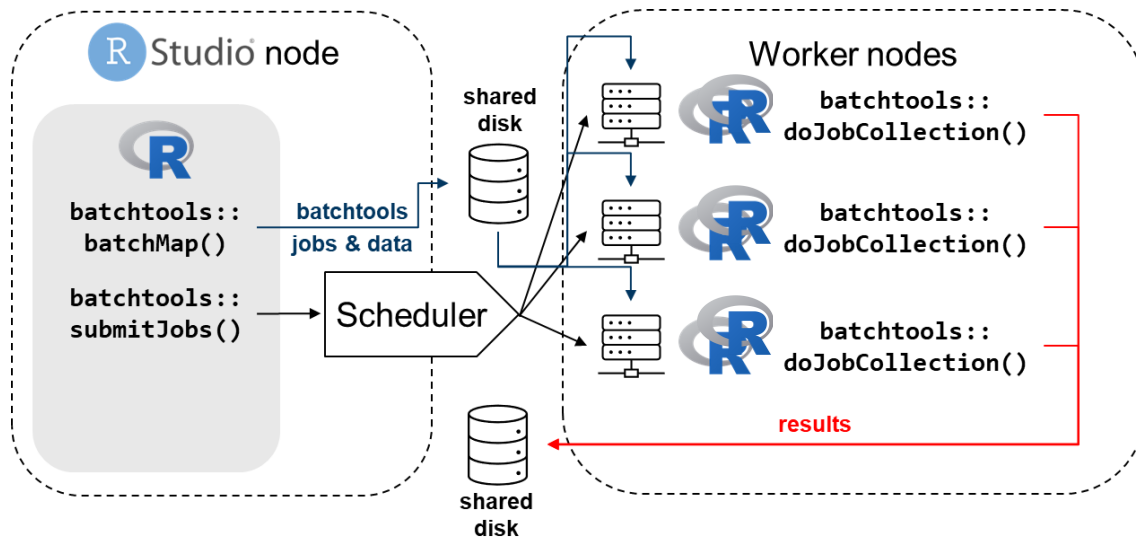 R Studio® node
batchtools::
batchMap()
batchtools::
submitJobs()
batchtools
jobs & data
Scheduler
shared
disk
Worker nodes
R
batchtools::
doJobCollection()
R
batchtools::
doJobCollection()
R
batchtools::
doJobCollection()
results
shared
disk